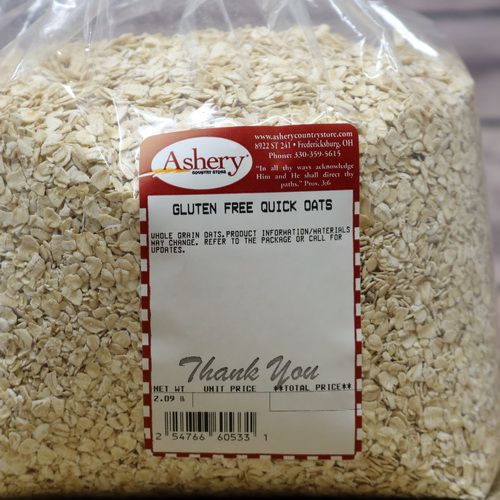 www.asherycountrystore.com
8922 ST 241 • Fredericksburg, OH
Phone: 330-359-5615
"In all thy ways acknowledge
Him and He shall direct thy
paths." Prov. 3:6
Ashery®
COUNTRY STORE
GLUTEN FREE QUICK OATS
WHOLE GRAIN OATS.PRODUCT INFORMATION/MATERIALS
MAY CHANGE. REFER TO THE PACKAGE OR CALL FOR
UPDATES.
Thank You
NET WT UNIT PRICE **TOTAL PRICE**
2.09 lb
2 54766 60533 1